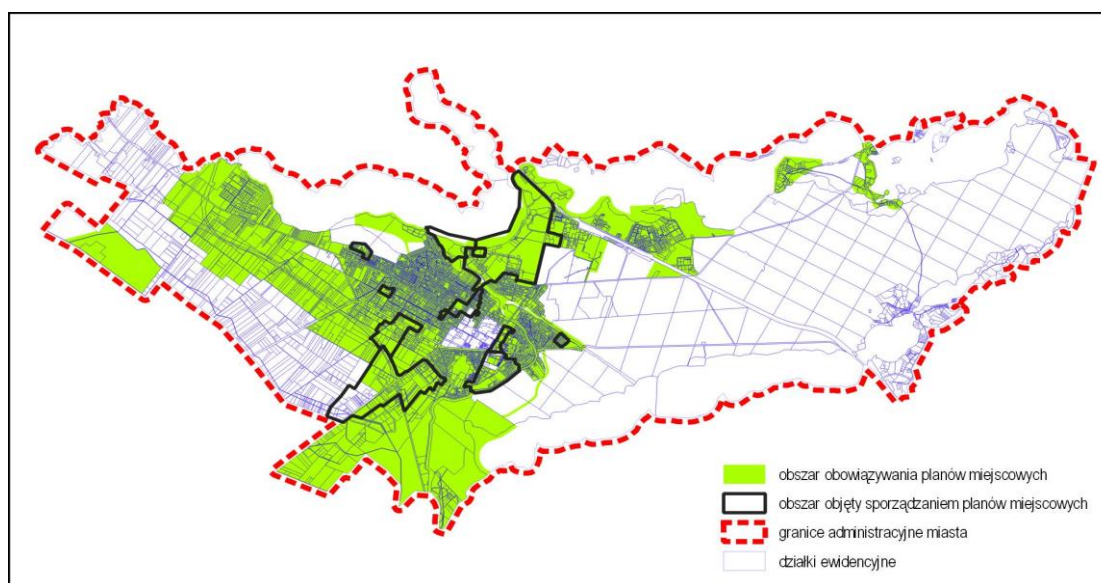 obszar obowiązywania planów miejscowych
obszar objęty sporządzaniem planów miejscowych
granice administracyjne miasta
działki ewidencyjne